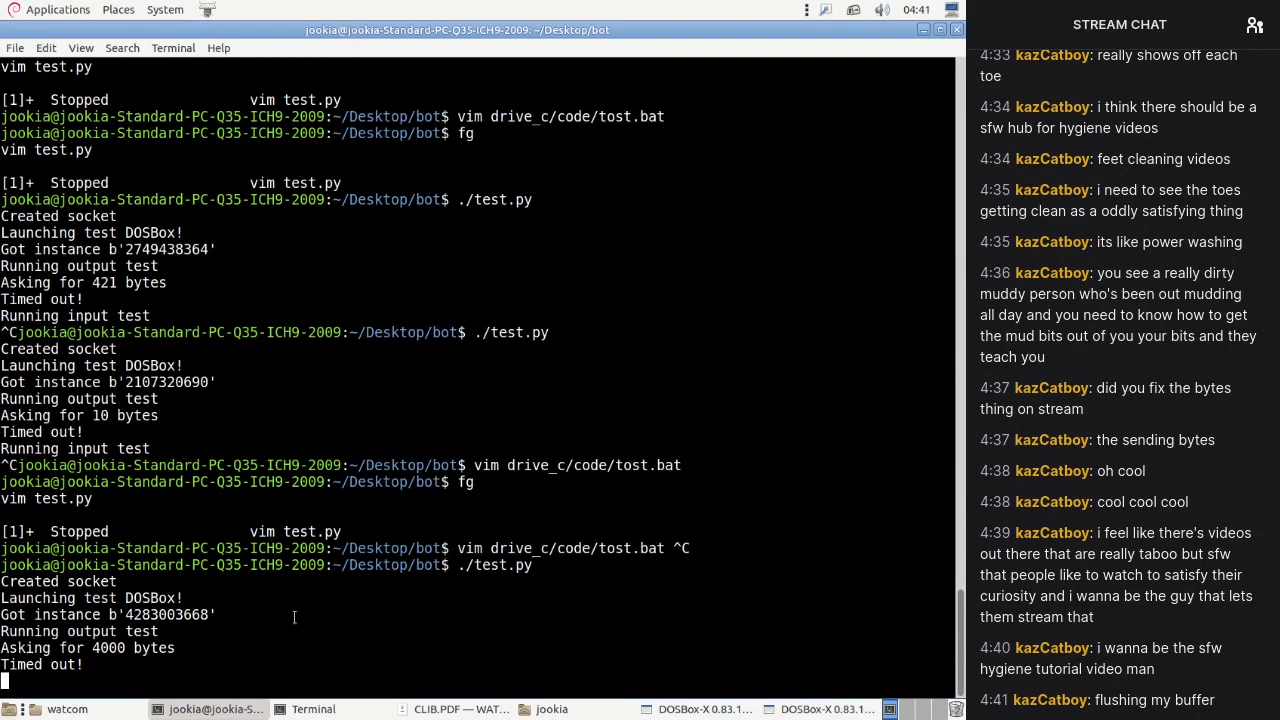 Applications Places System 04:41
jookia@jookia-Standard-PC-Q35-ICH9-2009: ~/Desktop/bot
File Edit View Search Terminal Help
vim test.py
[1]+  Stopped                 vim test.py
jookia@jookia-Standard-PC-Q35-ICH9-2009:~/Desktop/bot$ vim drive_c/code/tost.bat
jookia@jookia-Standard-PC-Q35-ICH9-2009:~/Desktop/bot$ fg
vim test.py
[1]+  Stopped                 vim test.py
jookia@jookia-Standard-PC-Q35-ICH9-2009:~/Desktop/bot$ ./test.py
Created socket
Launching test DOSBox!
Got instance b'2749438364'
Running output test
Asking for 421 bytes
Timed out!
Running input test
^Cjookia@jookia-Standard-PC-Q35-ICH9-2009:~/Desktop/bot$ ./test.py
Created socket
Launching test DOSBox!
Got instance b'2107320690'
Running output test
Asking for 10 bytes
Timed out!
Running input test
^Cjookia@jookia-Standard-PC-Q35-ICH9-2009:~/Desktop/bot$ vim drive_c/code/tost.bat
jookia@jookia-Standard-PC-Q35-ICH9-2009:~/Desktop/bot$ fg
vim test.py
[1]+  Stopped                 vim test.py
jookia@jookia-Standard-PC-Q35-ICH9-2009:~/Desktop/bot$ vim drive_c/code/tost.bat ^C
jookia@jookia-Standard-PC-Q35-ICH9-2009:~/Desktop/bot$ ./test.py
Created socket
Launching test DOSBox!
Got instance b'4283003668'
Running output test
Asking for 4000 bytes
Timed out!
watcom jookia@jookia-S... Terminal CLIB.PDF — WAT... jookia DOSBox-X 0.83.1... DOSBox-X 0.83.1...
STREAM CHAT
4:33 kazCatboy: really shows off each
toe
4:34 kazCatboy: i think there should be a
sfw hub for hygiene videos
4:34 kazCatboy: feet cleaning videos
4:35 kazCatboy: i need to see the toes
getting clean as a oddly satisfying thing
4:35 kazCatboy: its like power washing
4:36 kazCatboy: you see a really dirty
muddy person who's been out mudding
all day and you need to know how to get
the mud bits out of you your bits and they
teach you
4:37 kazCatboy: did you fix the bytes
thing on stream
4:37 kazCatboy: the sending bytes
4:38 kazCatboy: oh cool
4:38 kazCatboy: cool cool cool
4:39 kazCatboy: i feel like there's videos
out there that are really taboo but sfw
that people like to watch to satisfy their
curiosity and i wanna be the guy that lets
them stream that
4:40 kazCatboy: i wanna be the sfw
hygiene tutorial video man
4:41 kazCatboy: flushing my buffer